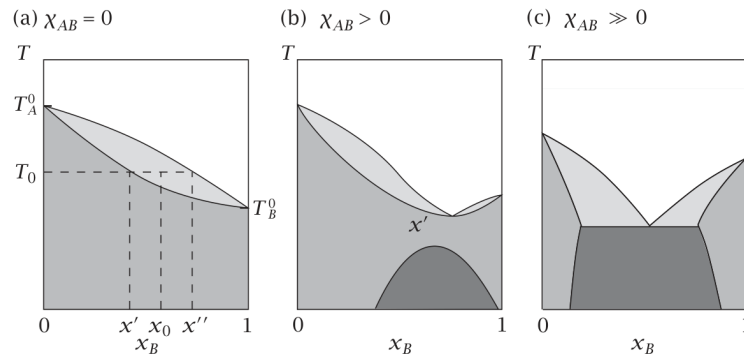 (a) χ_AB = 0
(b) χ_AB > 0
(c) χ_AB ≫ 0
T
T
T
T_A^0
T_0
T_B^0
x′
0
x′
x_0
x″
1
x_B
0
1
x_B
0
1
x_B